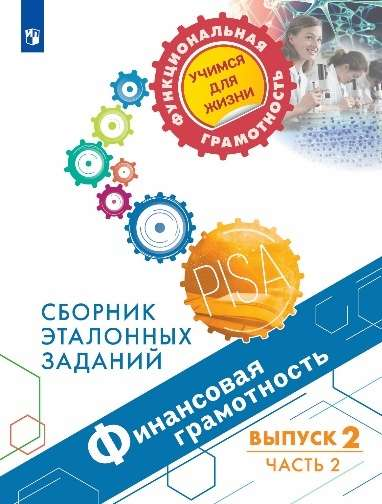 ФУНКЦИОНАЛЬНАЯ
ГРАМОТНОСТЬ
УЧИМСЯ
ДЛЯ
ЖИЗНИ
PISA
СБОРНИК
ЭТАЛОННЫХ
ЗАДАНИЙ
Финансовая
грамотность
ВЫПУСК 2
ЧАСТЬ 2